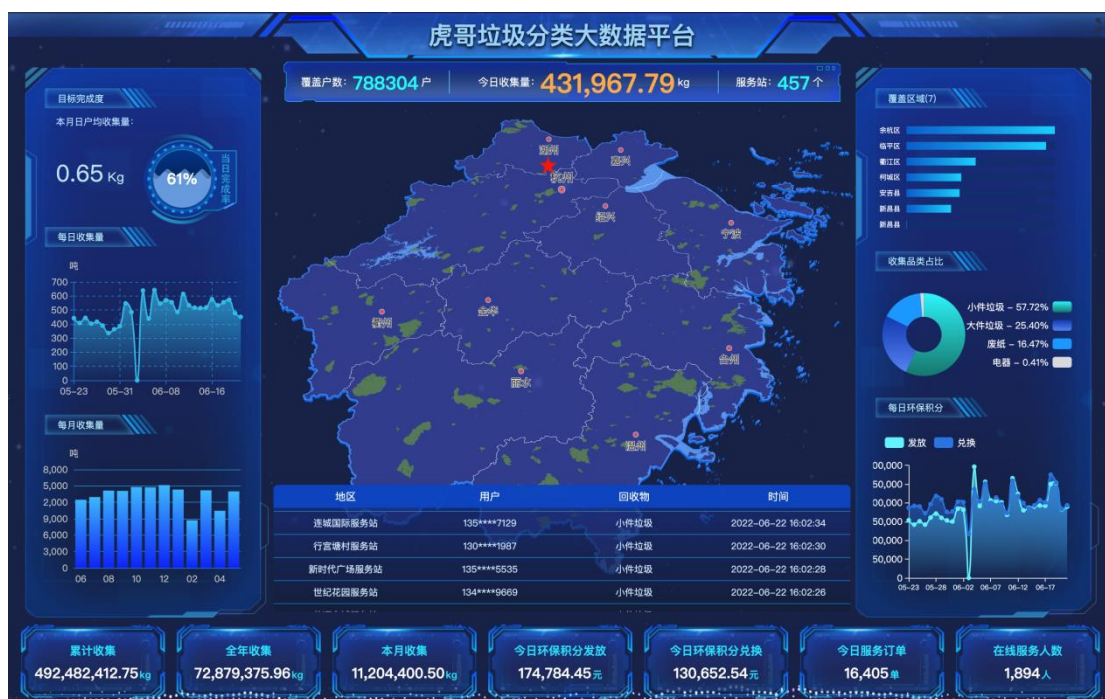 虎哥垃圾分类大数据平台
覆盖户数: 788304 户
今日收集量: 431,967.79 kg
服务站: 457 个
目标完成度
本月日户均收集量:
0.65 Kg
61%
当日完成率
每日收集量
吨
700
600
500
400
300
200
100
0
05-23 05-31 06-08 06-16
每月收集量
吨
8,000
5,000
2,000
9,000
6,000
3,000
0
06 08 10 12 02 04
湖州
嘉兴
杭州
绍兴
宁波
衢州
金华
台州
丽水
温州
地区 用户 回收物 时间
连城国际服务站 135****7129 小件垃圾 2022-06-22 16:02:34
行宫塘村服务站 130****1987 小件垃圾 2022-06-22 16:02:30
新时代广场服务站 135****5535 小件垃圾 2022-06-22 16:02:28
世纪花园服务站 134****9669 小件垃圾 2022-06-22 16:02:26
覆盖区域(7)
余杭区
临平区
衢江区
柯城区
安吉县
新昌县
新昌县
收集品类占比
小件垃圾 - 57.72%
大件垃圾 - 25.40%
废纸 - 16.47%
电器 - 0.41%
每日环保积分
发放 兑换
00,000
50,000
00,000
50,000
00,000
50,000
0
05-23 05-28 06-02 06-07 06-12 06-17
累计收集
492,482,412.75 kg
全年收集
72,879,375.96 kg
本月收集
11,204,400.50 kg
今日环保积分发放
174,784.45 元
今日环保积分兑换
130,652.54 元
今日服务订单
16,405 单
在线服务人数
1,894 人